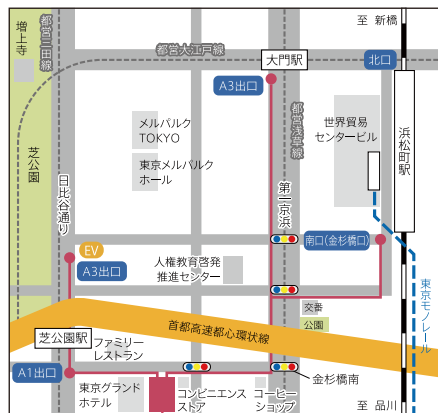 至 新橋
増上寺
都営三田線
都営大江戸線
大門駅
北口
A3出口
メルパルク
TOKYO
東京メルパルク
ホール
都営浅草線
世界貿易
センタービル
浜松町駅
芝公園
日比谷通り
第一京浜
EV
A3出口
南口(金杉橋口)
人権教育啓発
推進センター
交番
公園
東京モノレール
首都高速都心環状線
芝公園駅
ファミリー
レストラン
A1出口
東京グランド
ホテル
コンビニエンス
ストア
コーヒー
ショップ
金杉橋南
至 品川